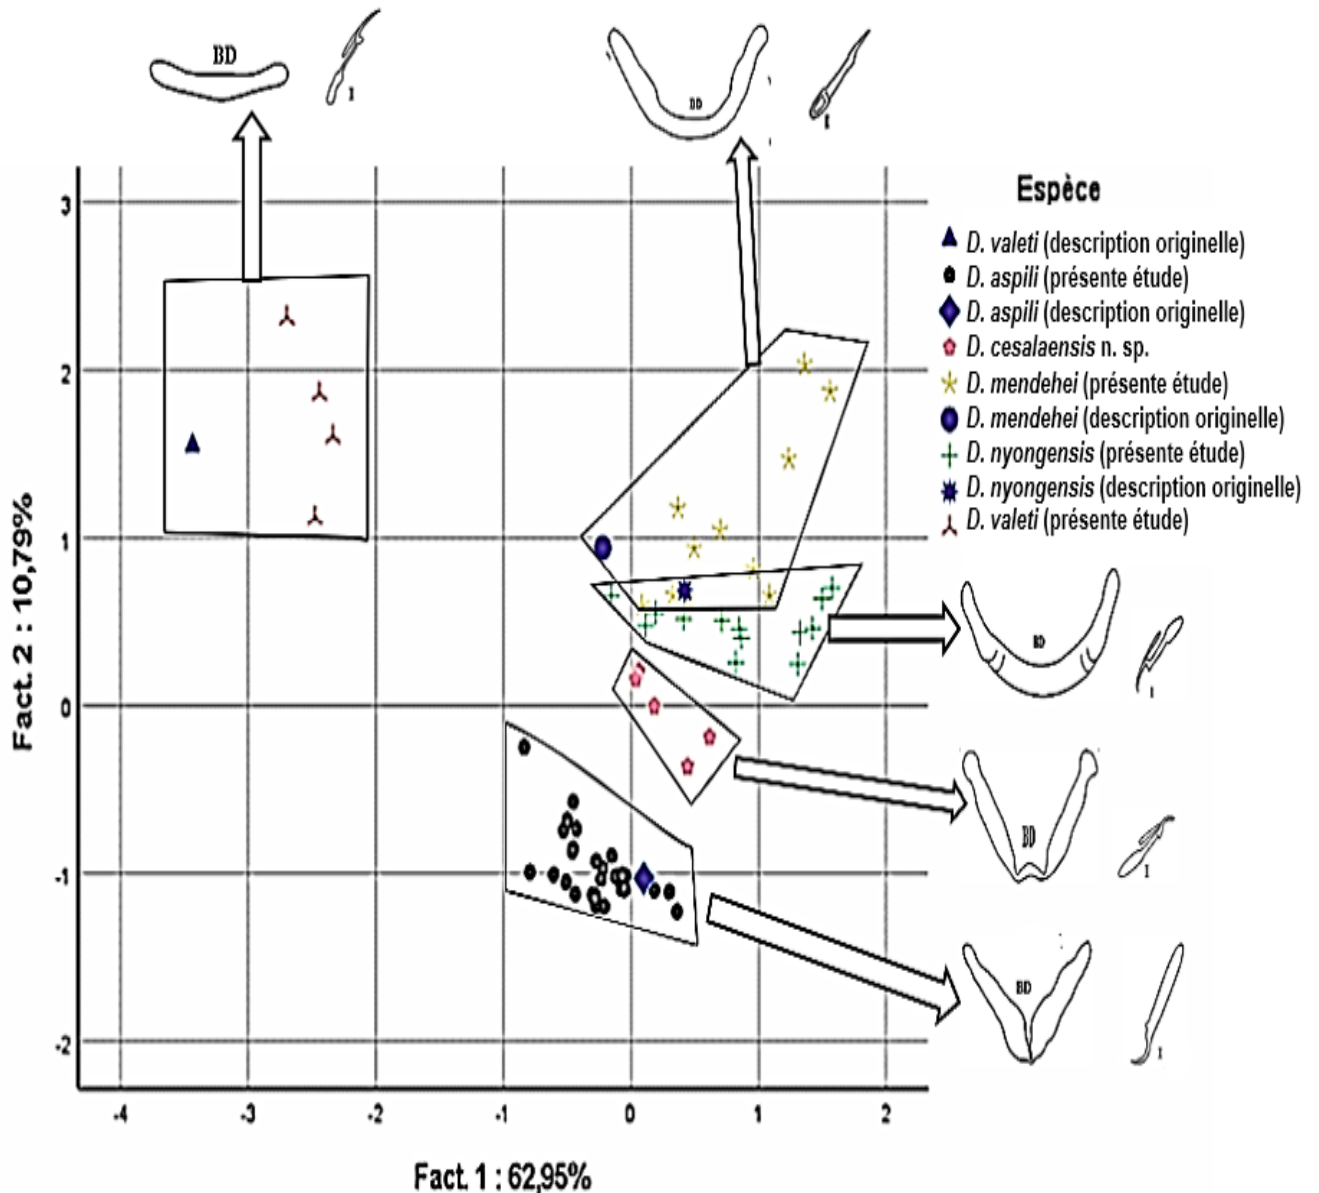 BD
I
BD
I
3
2
1
0
-1
-2
-4
-3
-2
-1
0
1
2
Fact. 2 : 10,79%
Fact. 1 : 62,95%
Espèce
D. valeti (description originelle)
D. aspili (présente étude)
D. aspili (description originelle)
D. cesalaensis n. sp.
D. mendehei (présente étude)
D. mendehei (description originelle)
D. nyongensis (présente étude)
D. nyongensis (description originelle)
D. valeti (présente étude)
BD
I
BD
I
BD
I